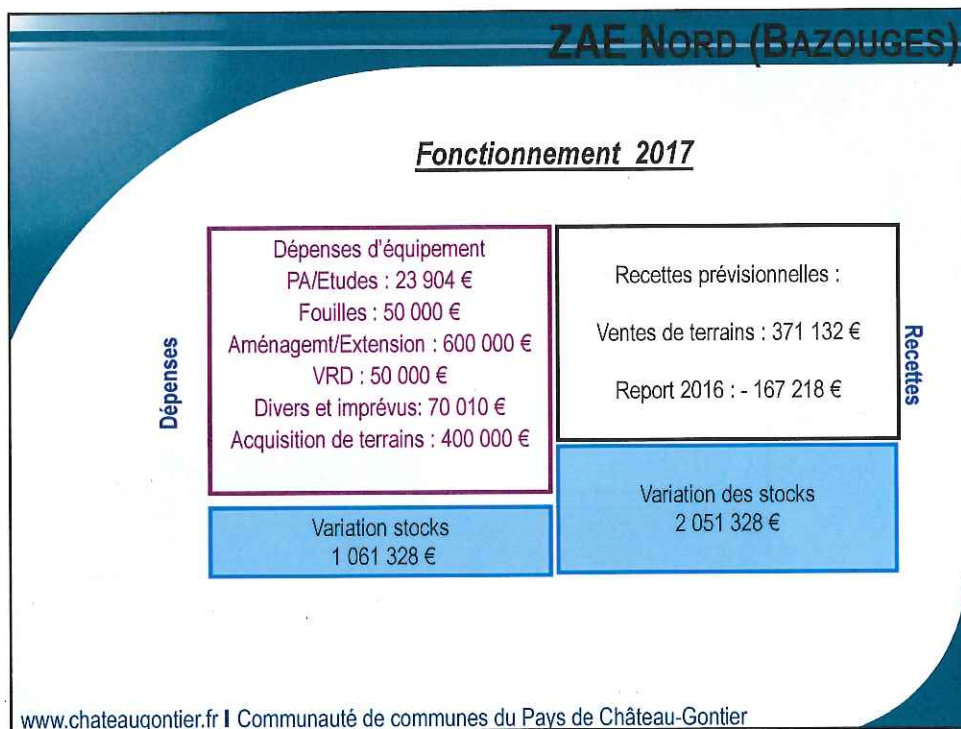 ZAE NORD (BAZOUGES)
Fonctionnement 2017
Dépenses
Dépenses d'équipement
PA/Etudes : 23 904 €
Fouilles : 50 000 €
Aménagemt/Extension : 600 000 €
VRD : 50 000 €
Divers et imprévus: 70 010 €
Acquisition de terrains : 400 000 €
Variation stocks
1 061 328 €
Recettes prévisionnelles :
Ventes de terrains : 371 132 €
Report 2016 : - 167 218 €
Variation des stocks
2 051 328 €
Recettes
www.chateaugontier.fr I Communauté de communes du Pays de Château-Gontier